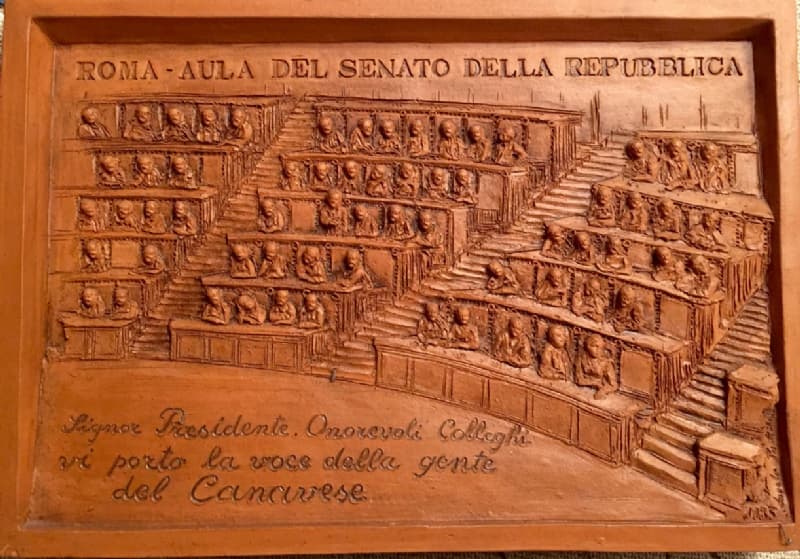 ROMA - AULA DEL SENATO DELLA REPUBBLICA
Signor Presidente. Onorevoli Colleghi
vi porto la voce della gente
del Canavese